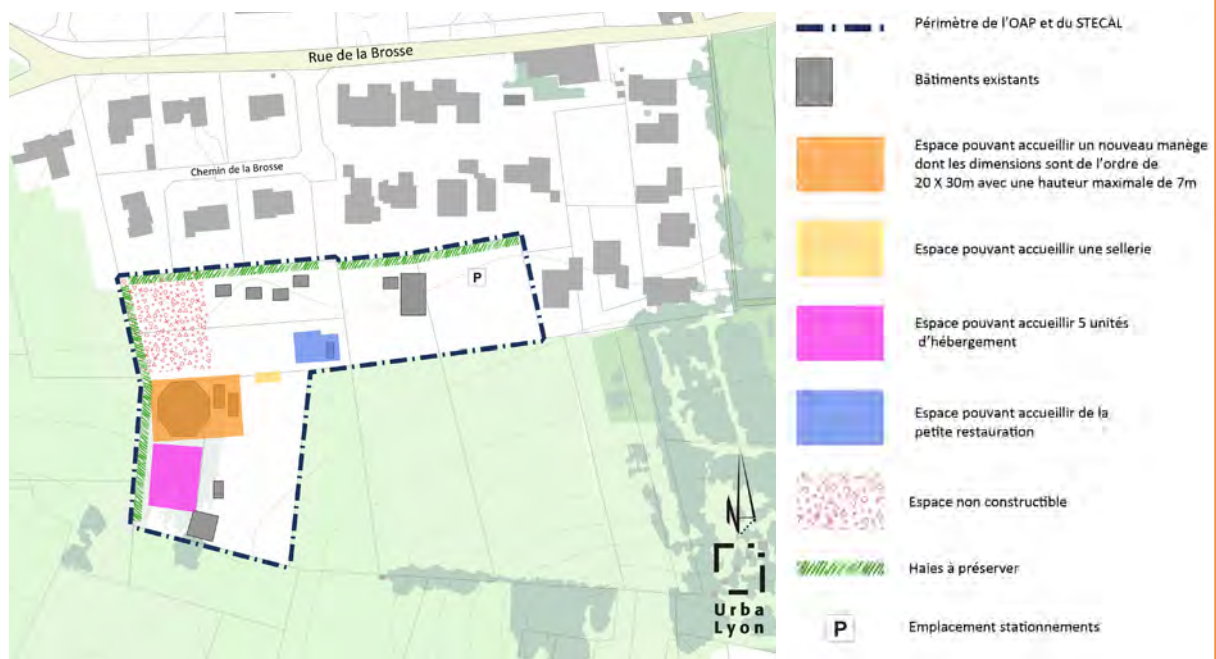 Rue de la Brosse
Chemin de la Brosse
P
N
Urba
Lyon
Périmètre de l'OAP et du STECAL
Bâtiments existants
Espace pouvant accueillir un nouveau manège
dont les dimensions sont de l'ordre de
20 X 30m avec une hauteur maximale de 7m
Espace pouvant accueillir une sellerie
Espace pouvant accueillir 5 unités
d'hébergement
Espace pouvant accueillir de la
petite restauration
Espace non constructible
Haies à préserver
P
Emplacement stationnements